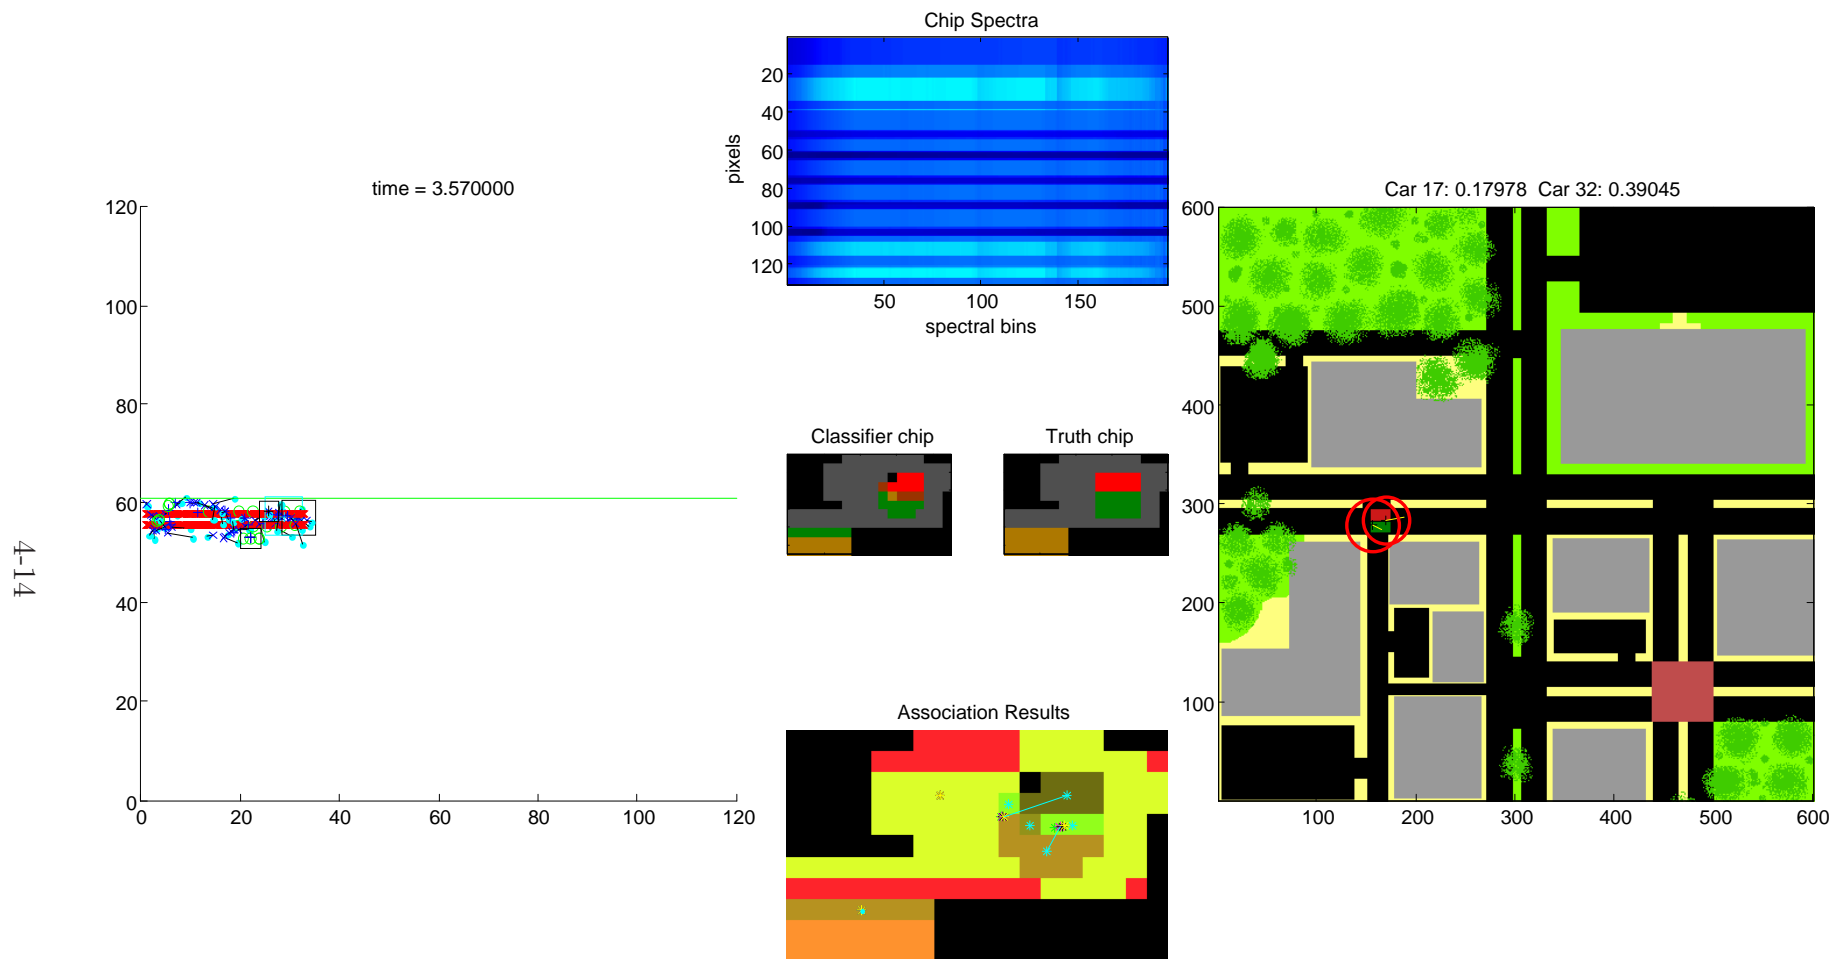 Chip Spectra
20
40
60
80
100
120
pixels
50 100 150
spectral bins
time = 3.570000
120
100
80
60
40
20
0
0 20 40 60 80 100 120
Classifier chip
Truth chip
Association Results
Car 17: 0.17978 Car 32: 0.39045
600
500
400
300
200
100
100 200 300 400 500 600
4-14